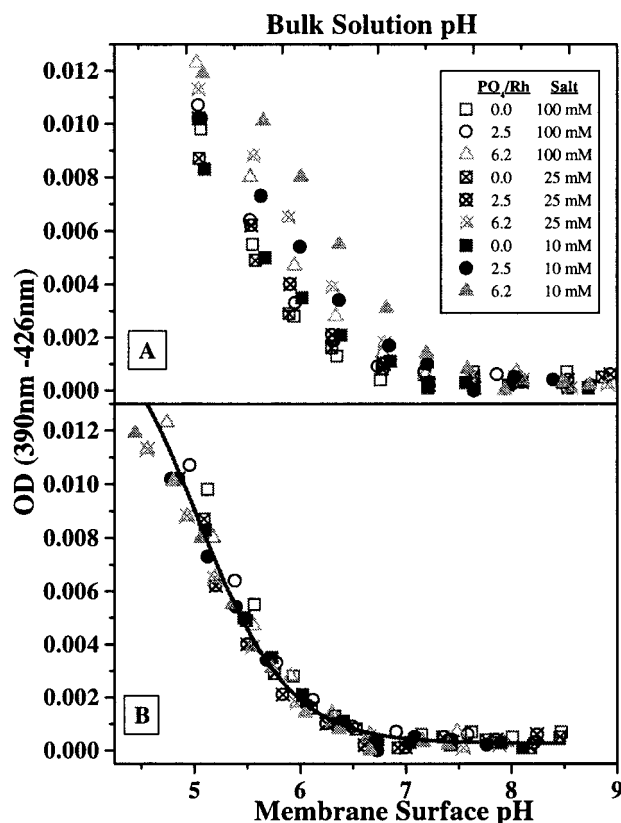 Bulk Solution pH
0.012
0.010
0.008
0.006
0.004
0.002
0.000
PO4/Rh Salt
0.0 100 mM
2.5 100 mM
6.2 100 mM
0.0 25 mM
2.5 25 mM
6.2 25 mM
0.0 10 mM
2.5 10 mM
6.2 10 mM
A
OD (390nm -426nm)
0.012
0.010
0.008
0.006
0.004
0.002
0.000
B
5 6 7 8 9
Membrane Surface pH